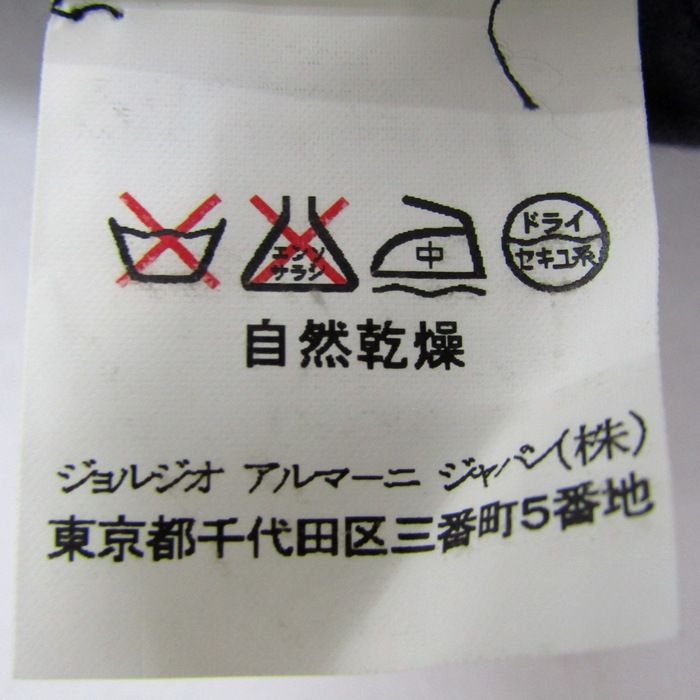 エンソ
サラシ
中
ドライ
セキユ系
自然乾燥
ジョルジオ アルマーニ ジャパン(株)
東京都千代田区三番町5番地